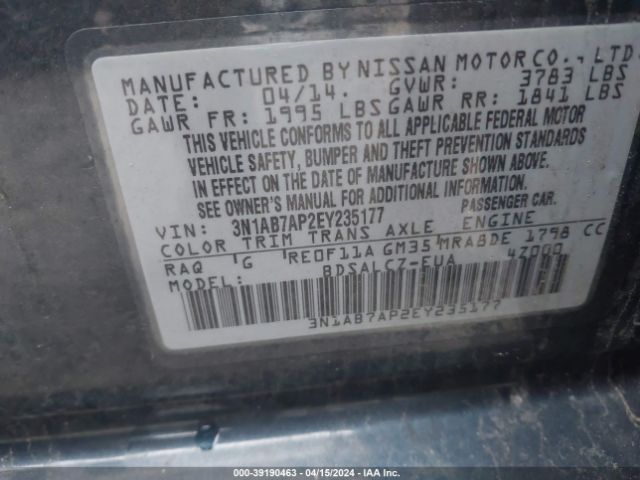 MANUFACTURED BY NISSAN MOTOR CO., LTD.
DATE: 04/14. GVWR: 3783 LBS
GAWR FR: 1995 LBS GAWR RR: 1841 LBS
THIS VEHICLE CONFORMS TO ALL APPLICABLE FEDERAL MOTOR
VEHICLE SAFETY, BUMPER AND THEFT PREVENTION STANDARDS
IN EFFECT ON THE DATE OF MANUFACTURE SHOWN ABOVE.
SEE OWNER'S MANUAL FOR ADDITIONAL INFORMATION.
VIN: 3N1AB7AP2EY235177 PASSENGER CAR.
COLOR TRIM TRANS AXLE ENGINE
RAQ G RE0F11A GM35 MRA8DE 1798 CC
MODEL: BDSALCZ-EUA 4Z000
3N1AB7AP2EY235177
000-39190463 - 04/15/2024 - IAA Inc.